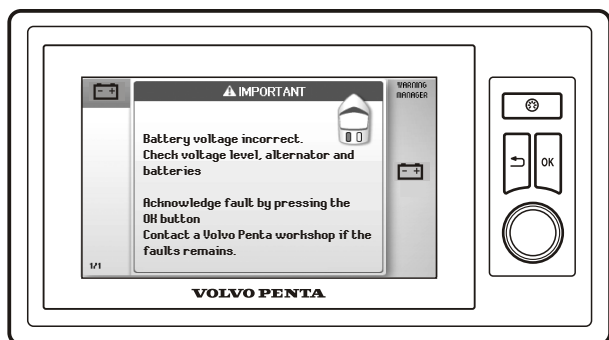 IMPORTANT
WARNING
MANAGER
Battery voltage incorrect.
Check voltage level, alternator and
batteries
Acknowledge fault by pressing the
OK button
Contact a Volvo Penta workshop if the
faults remains.
1/1
OK
VOLVO PENTA